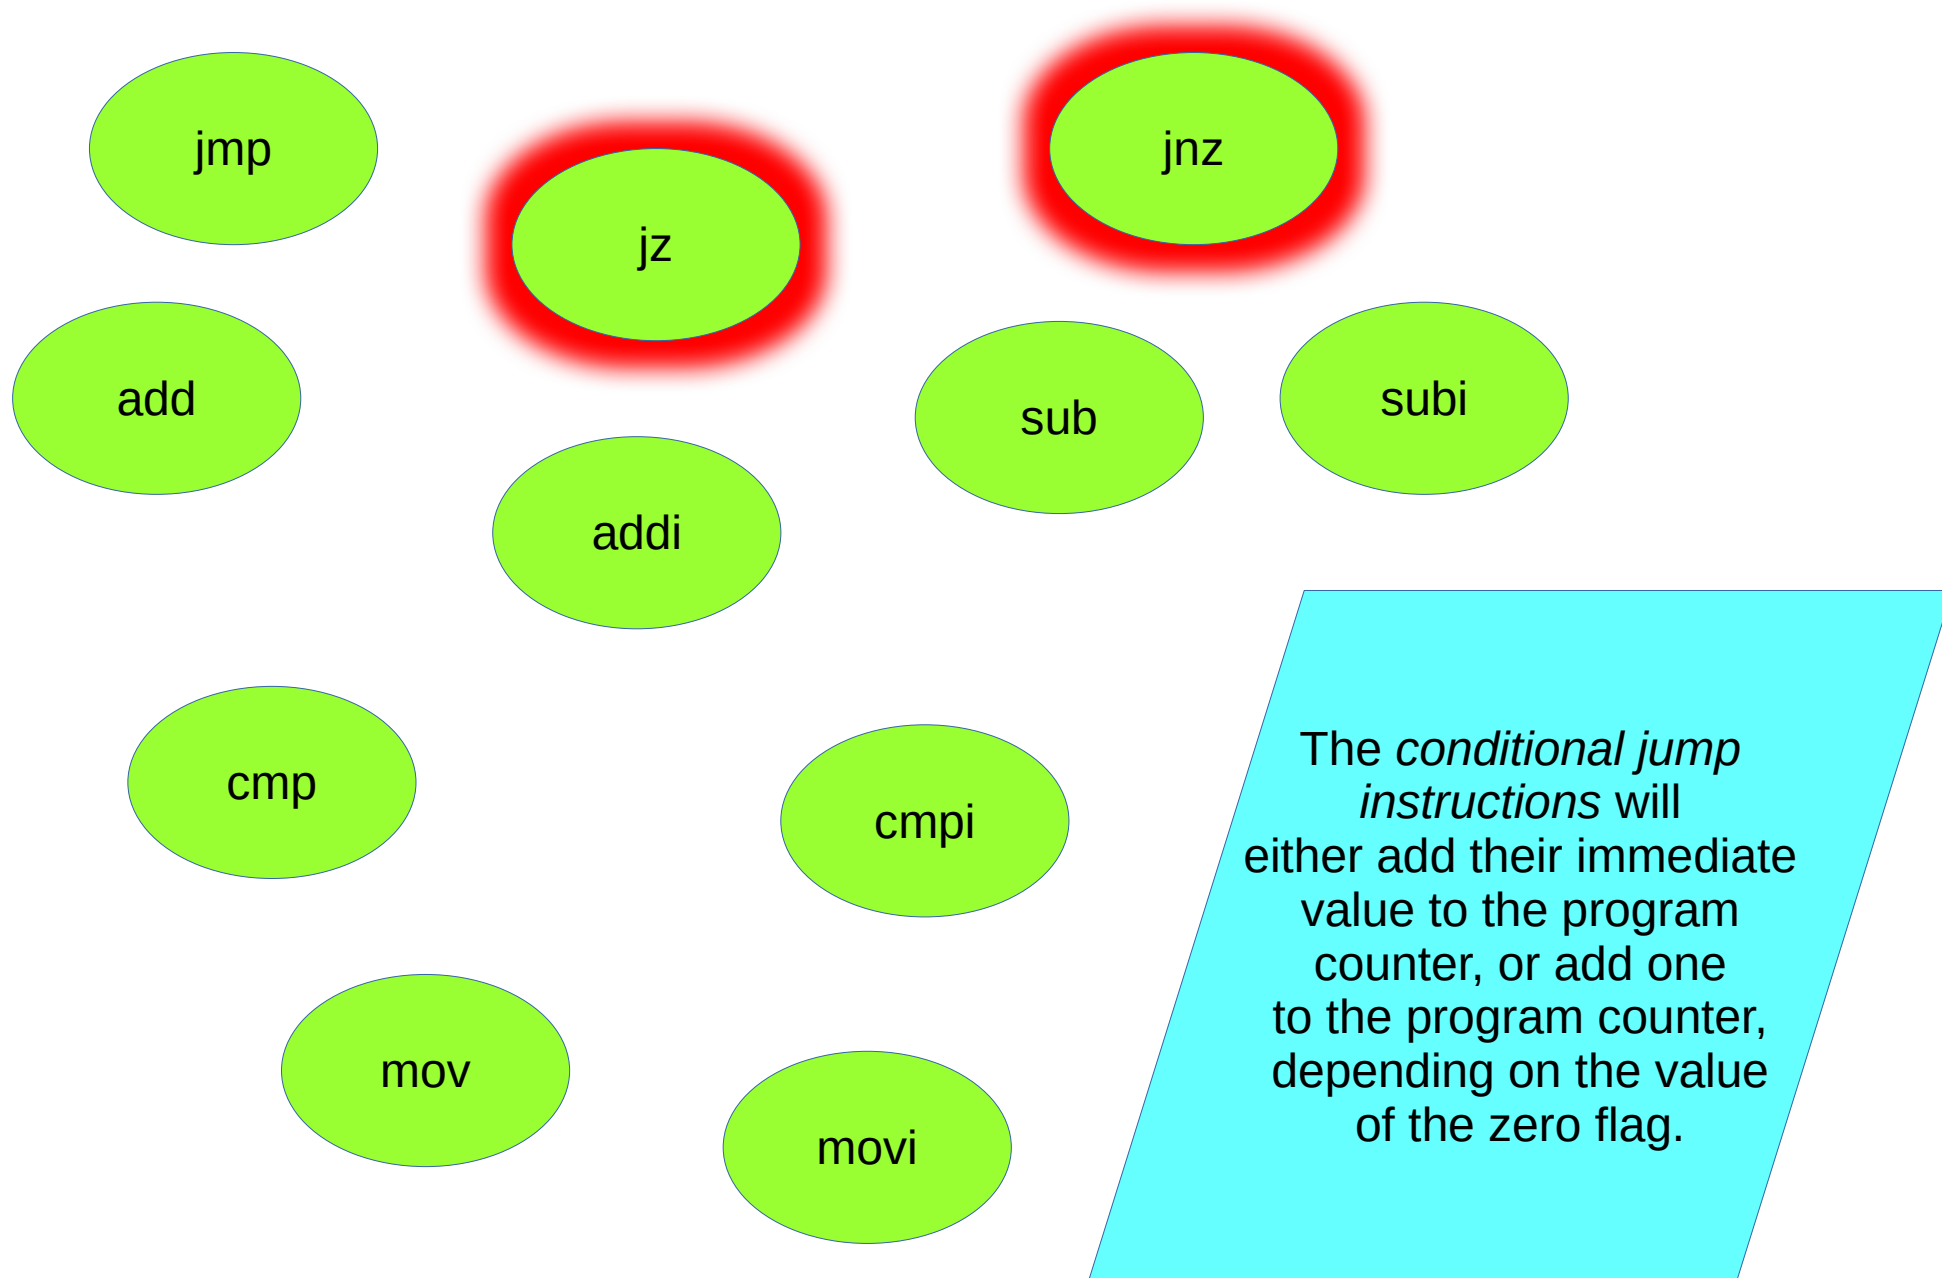 jmp
jz
jnz
add
sub
subi
addi
cmp
cmpi
mov
movi
The conditional jump
instructions will
either add their immediate
value to the program
counter, or add one
to the program counter,
depending on the value
of the zero flag.